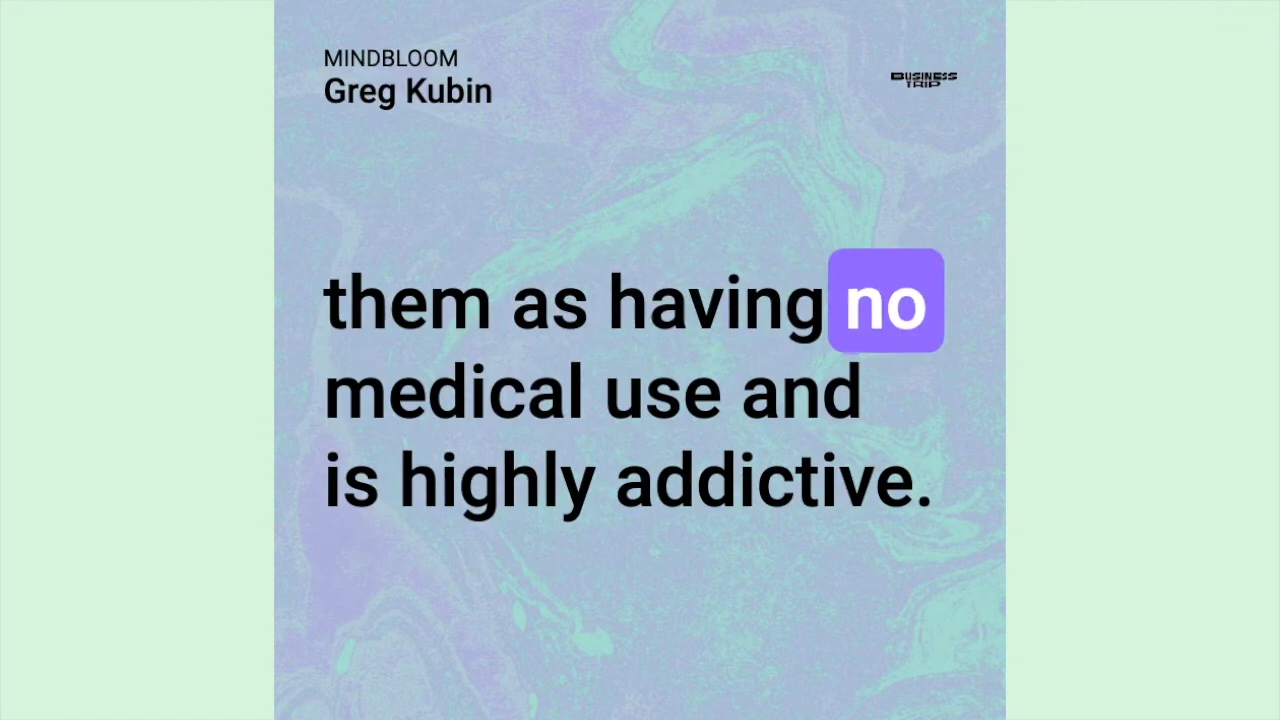 MINDBLOOM
Greg Kubin
BUSINESS
TRIP
them as having no
medical use and
is highly addictive.